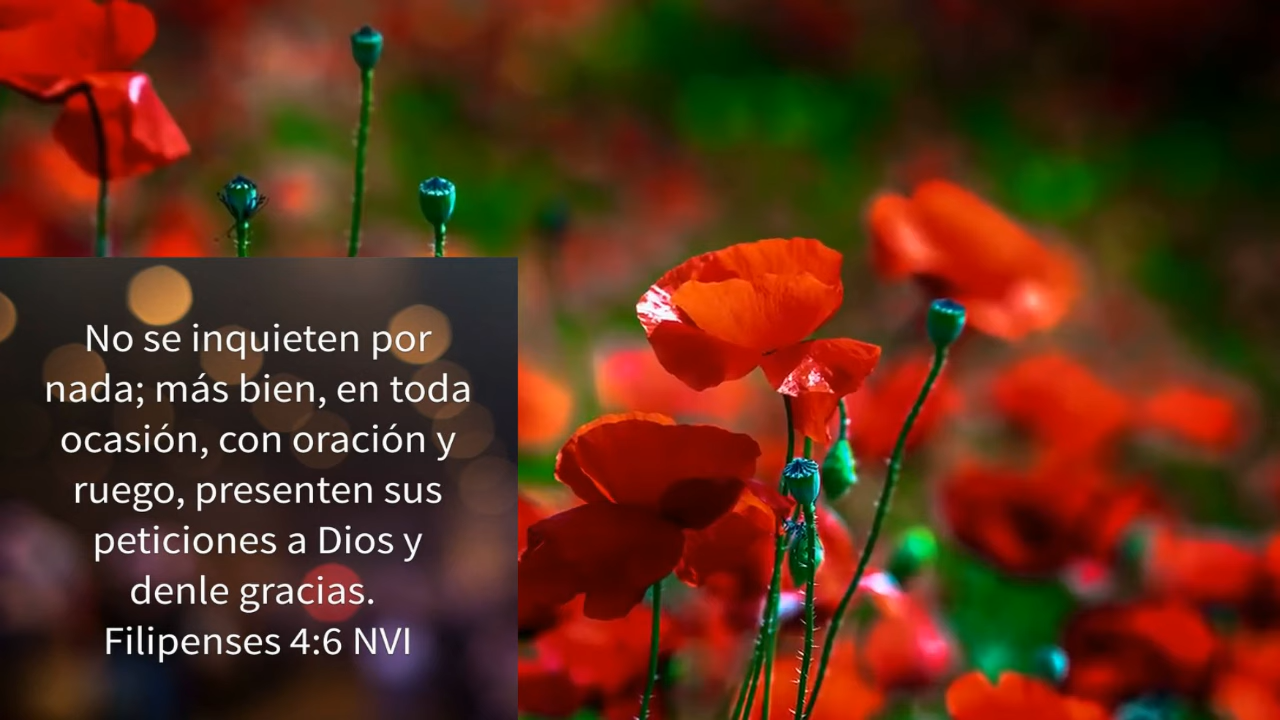 No se inquieten por
nada; más bien, en toda
ocasión, con oración y
ruego, presenten sus
peticiones a Dios y
denle gracias.
Filipenses 4:6 NVI